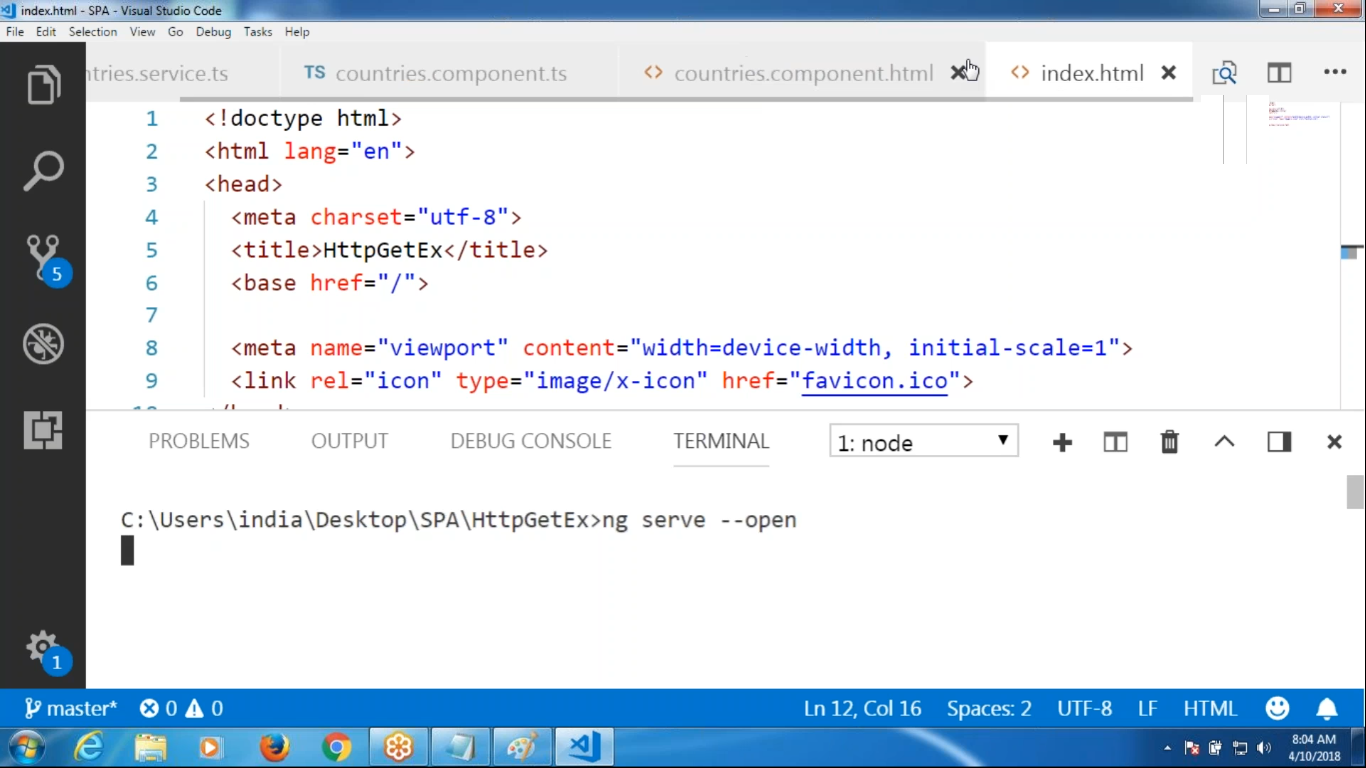 index.html - SPA - Visual Studio Code
File Edit Selection View Go Debug Tasks Help
ntries.service.ts TS countries.component.ts <> countries.component.html <> index.html
1 <!doctype html>
2 <html lang="en">
3 <head>
4 <meta charset="utf-8">
5 <title>HttpGetEx</title>
6 <base href="/">
7
8 <meta name="viewport" content="width=device-width, initial-scale=1">
9 <link rel="icon" type="image/x-icon" href="favicon.ico">
5
PROBLEMS OUTPUT DEBUG CONSOLE TERMINAL 1: node
C:\Users\india\Desktop\SPA\HttpGetEx>ng serve --open
1
master* 0 0 Ln 12, Col 16 Spaces: 2 UTF-8 LF HTML
8:04 AM
4/10/2018